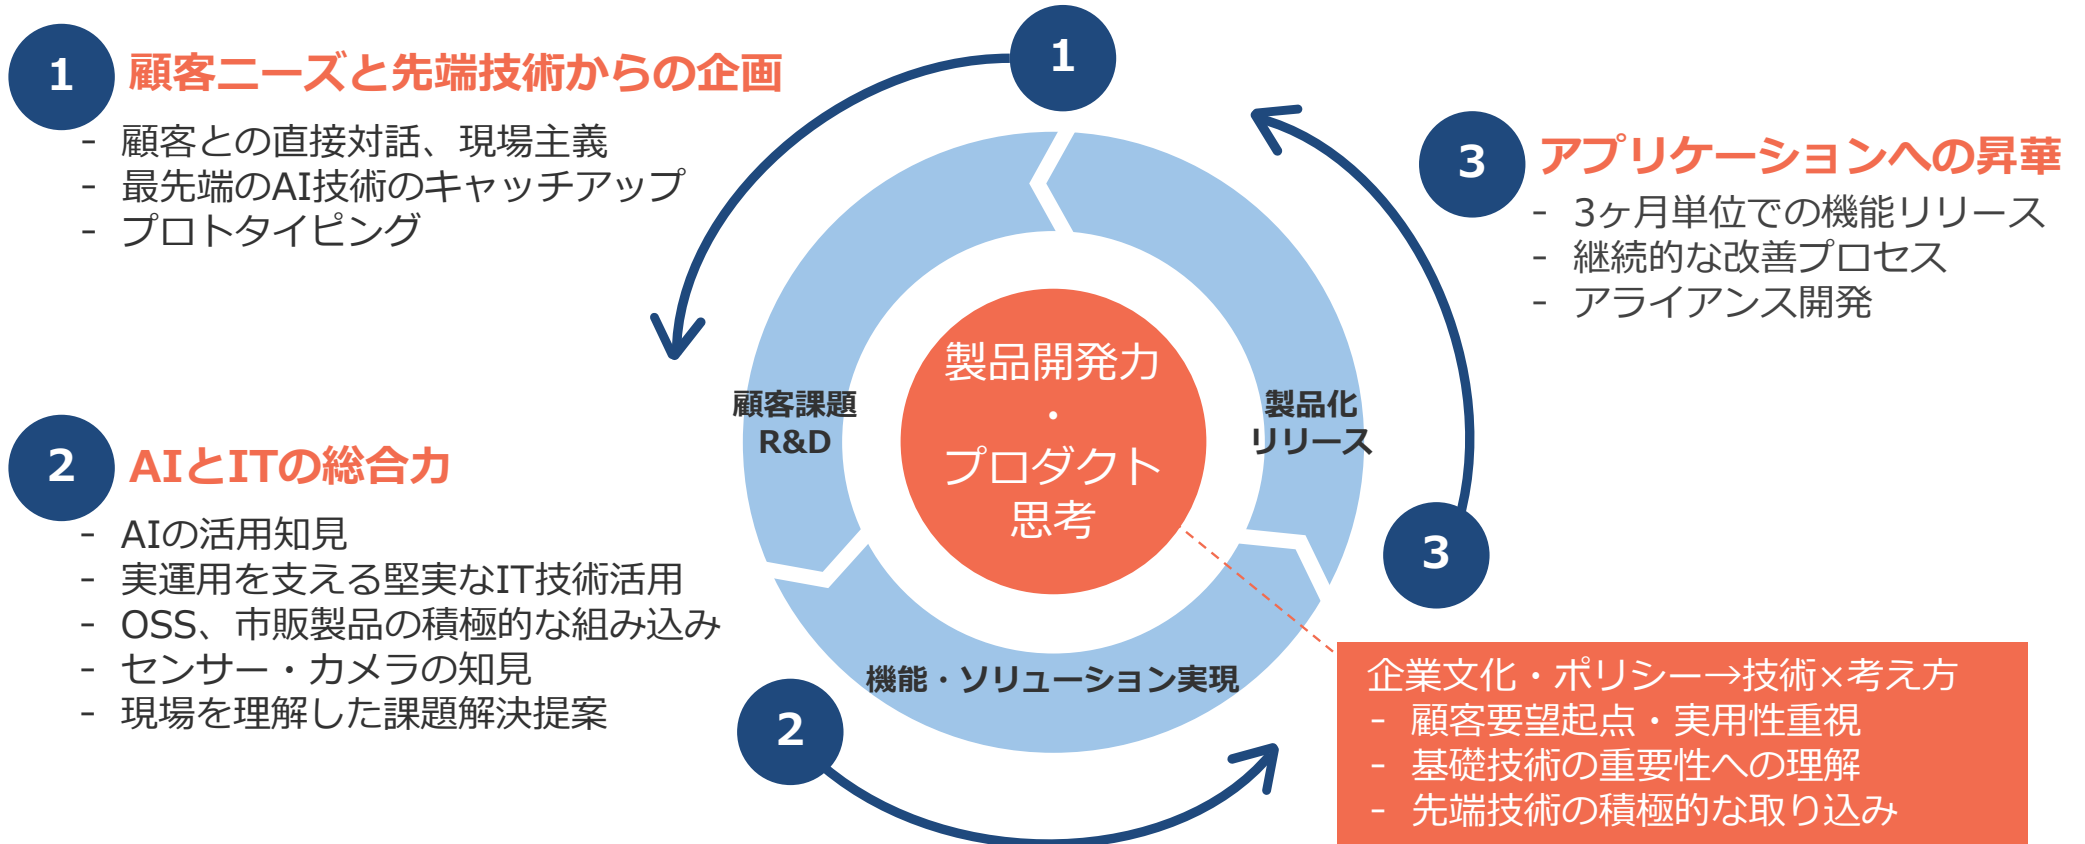 1
顧客ニーズと先端技術からの企画
- 顧客との直接対話、現場主義
- 最先端のAI技術のキャッチアップ
- プロトタイピング
2
AIとITの総合力
- AIの活用知見
- 実運用を支える堅実なIT技術活用
- OSS、市販製品の積極的な組み込み
- センサー・カメラの知見
- 現場を理解した課題解決提案
1
顧客課題
R&D
製品開発力
・
プロダクト
思考
製品化
リリース
機能・ソリューション実現
2
3
3
アプリケーションへの昇華
- 3ヶ月単位での機能リリース
- 継続的な改善プロセス
- アライアンス開発
企業文化・ポリシー→技術×考え方
- 顧客要望起点・実用性重視
- 基礎技術の重要性への理解
- 先端技術の積極的な取り込み